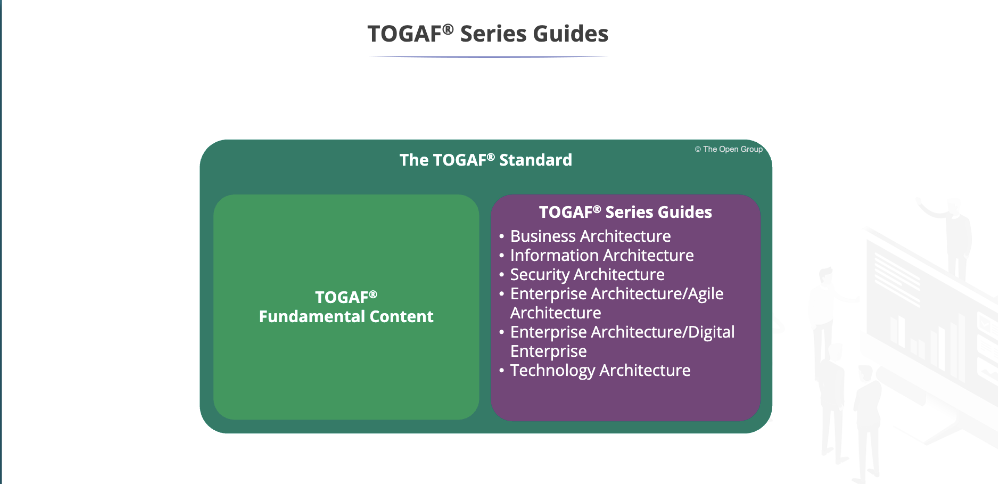 TOGAF® Series Guides
© The Open Group
The TOGAF® Standard
TOGAF®
Fundamental Content
TOGAF® Series Guides
• Business Architecture
• Information Architecture
• Security Architecture
• Enterprise Architecture/Agile
Architecture
• Enterprise Architecture/Digital
Enterprise
• Technology Architecture